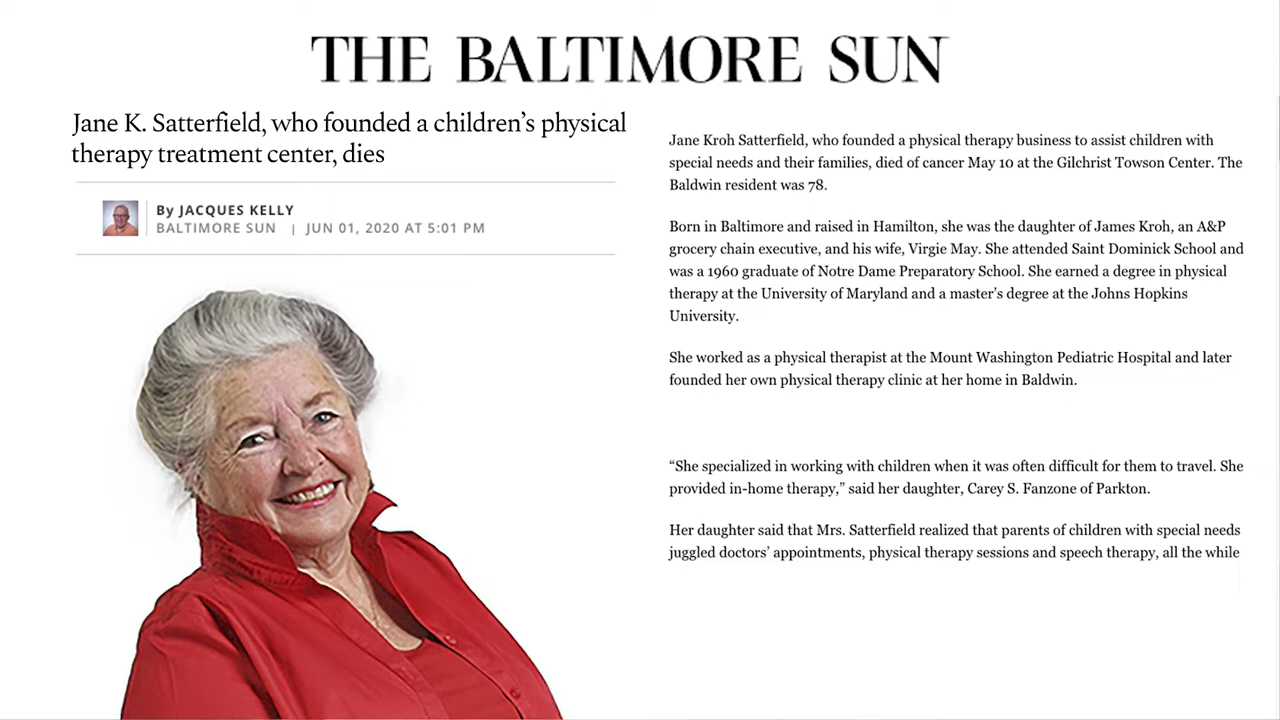 THE BALTIMORE SUN
Jane K. Satterfield, who founded a children’s physical
therapy treatment center, dies
By JACQUES KELLY
BALTIMORE SUN | JUN 01, 2020 AT 5:01 PM
Jane Kroh Satterfield, who founded a physical therapy business to assist children with
special needs and their families, died of cancer May 10 at the Gilchrist Towson Center. The
Baldwin resident was 78.
Born in Baltimore and raised in Hamilton, she was the daughter of James Kroh, an A&P
grocery chain executive, and his wife, Virgie May. She attended Saint Dominick School and
was a 1960 graduate of Notre Dame Preparatory School. She earned a degree in physical
therapy at the University of Maryland and a master’s degree at the Johns Hopkins
University.
She worked as a physical therapist at the Mount Washington Pediatric Hospital and later
founded her own physical therapy clinic at her home in Baldwin.
“She specialized in working with children when it was often difficult for them to travel. She
provided in-home therapy,” said her daughter, Carey S. Fanzone of Parkton.
Her daughter said that Mrs. Satterfield realized that parents of children with special needs
juggled doctors’ appointments, physical therapy sessions and speech therapy, all the while